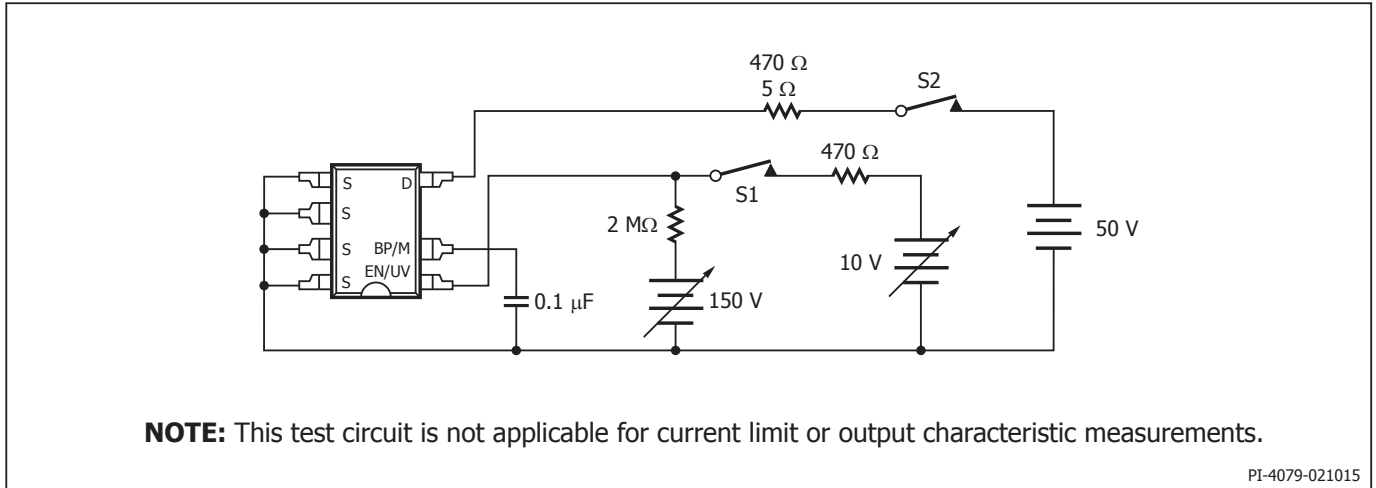 470 Ω
5 Ω
S2
470 Ω
S1
S D
S
S BP/M
EN/UV
S
2 MΩ
0.1 μF
150 V
10 V
50 V
NOTE: This test circuit is not applicable for current limit or output characteristic measurements.
PI-4079-021015